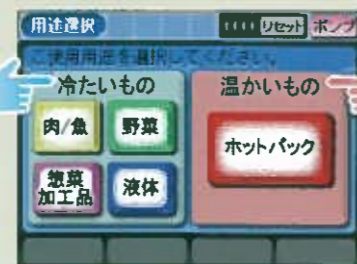 用途選択 リセット ポンプ
ご使用用途を選択してください。
冷たいもの 温かいもの
肉/魚 野菜
ホットパック
惣菜
加工品 液体